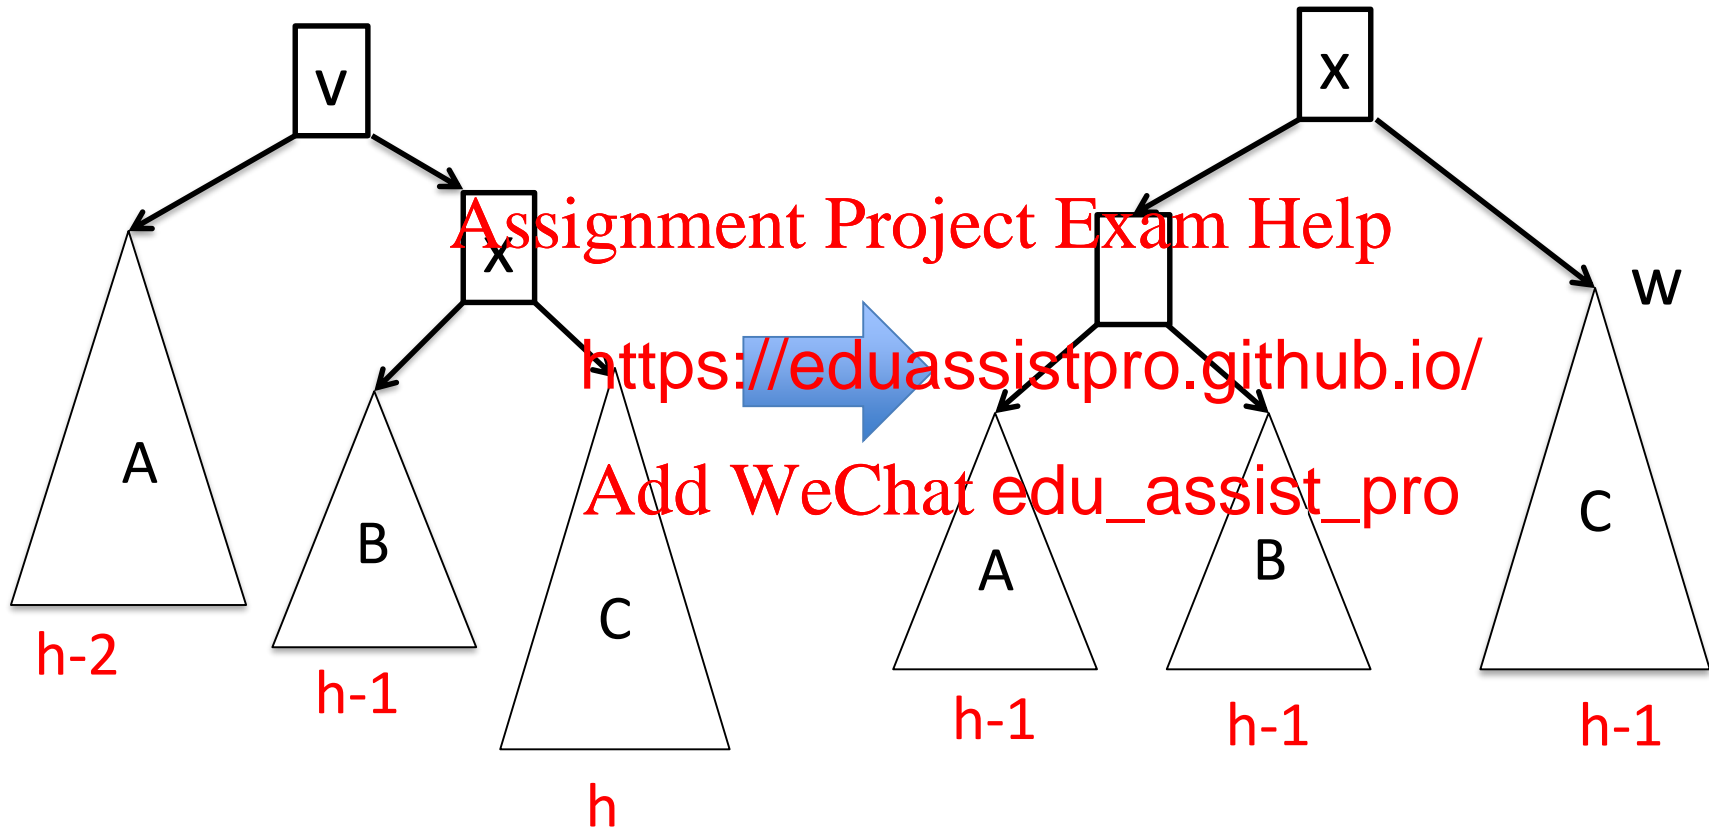 v
x
x
Assignment Project Exam Help
w
https://eduassistpro.github.io/
A
Add WeChat edu_assist_pro
C
B
A
B
C
h-2
h-1
h-1
h-1
h-1
h